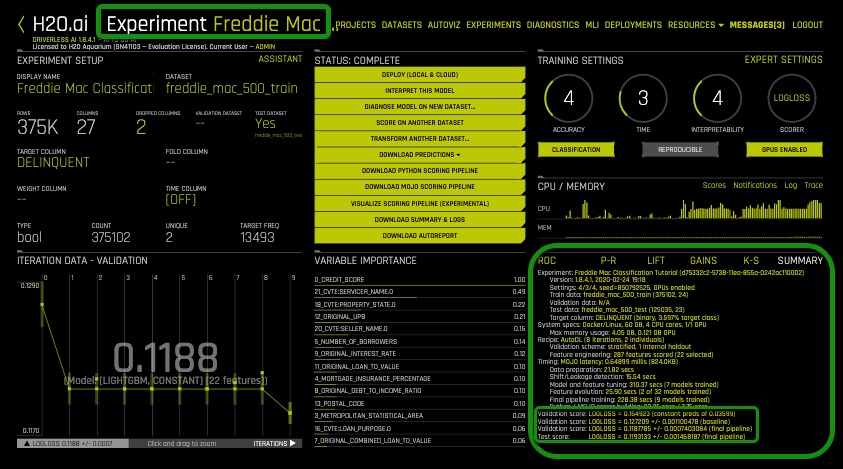 H2O.ai Experiment Freddie Mac
PROJECTS DATASETS AUTOVIZ EXPERIMENTS DIAGNOSTICS MLI DEPLOYMENTS RESOURCES MESSAGES[3] LOGOUT
DRIVERLESS AI 1.8.4.1
Licensed to H2O Aquarium (SN41103 – Evaluation License). Current User – ADMIN
EXPERIMENT SETUP ASSISTANT
DISPLAY NAME DATASET
Freddie Mac Classificati freddie_mac_500_train
ROWS COLUMNS DROPPED COLUMNS VALIDATION DATASET TEST DATASET
375K 27 2 -- Yes
freddie_mac_500_tes
TARGET COLUMN FOLD COLUMN
DELINQUENT --
WEIGHT COLUMN TIME COLUMN
-- [OFF]
TYPE COUNT UNIQUE TARGET FREQ
bool 375102 2 13493
STATUS: COMPLETE
DEPLOY (LOCAL & CLOUD)
INTERPRET THIS MODEL
DIAGNOSE MODEL ON NEW DATASET...
SCORE ON ANOTHER DATASET
TRANSFORM ANOTHER DATASET...
DOWNLOAD PREDICTIONS
DOWNLOAD PYTHON SCORING PIPELINE
DOWNLOAD MOJO SCORING PIPELINE
VISUALIZE SCORING PIPELINE (EXPERIMENTAL)
DOWNLOAD SUMMARY & LOGS
DOWNLOAD AUTOREPORT
TRAINING SETTINGS EXPERT SETTINGS
4 3 4 LOGLOSS
ACCURACY TIME INTERPRETABILITY SCORER
CLASSIFICATION REPRODUCIBLE GPUS ENABLED
CPU / MEMORY Scores Notifications Log Trace
CPU
MEM
ITERATION DATA - VALIDATION
0 1 2 3 4 5 6 7 8 9
0.1290
0.1188
(Model: [LIGHTGBM, CONSTANT] [22 features])
0.1170
LOGLOSS 0.1188 +/- 0.0007 Click and drag to zoom ITERATIONS
VARIABLE IMPORTANCE
0_CREDIT_SCORE 1.00
21_CVTE:SERVICER_NAME.0 0.49
18_CVTE:PROPERTY_STATE.0 0.22
12_ORIGINAL_UPB 0.21
20_CVTE:SELLER_NAME.0 0.16
5_NUMBER_OF_BORROWERS 0.14
9_ORIGINAL_INTEREST_RATE 0.12
11_ORIGINAL_LOAN_TO_VALUE 0.10
4_MORTGAGE_INSURANCE_PERCENTAGE 0.10
8_ORIGINAL_DEBT_TO_INCOME_RATIO 0.10
13_POSTAL_CODE 0.10
3_METROPOLITAN_STATISTICAL_AREA 0.09
16_CVTE:LOAN_PURPOSE.0 0.06
7_ORIGINAL_COMBINED_LOAN_TO_VALUE 0.06
ROC P-R LIFT GAINS K-S SUMMARY
Experiment: Freddie Mac Classification Tutorial (d75332c2-5738-11ea-855a-0242ac110002)
Version: 1.8.4.1, 2020-02-24 19:18
Settings: 4/3/4, seed=850792525, GPUs enabled
Train data: freddie_mac_500_train (375102, 24)
Validation data: N/A
Test data: freddie_mac_500_test (125035, 23)
Target column: DELINQUENT (binary, 3.597% target class)
System specs: Docker/Linux, 60 GB, 4 CPU cores, 1/1 GPU
Max memory usage: 4.05 GB, 0.121 GB GPU
Recipe: AutoDL (8 iterations, 2 individuals)
Validation scheme: stratified, 1 internal holdout
Feature engineering: 287 features scored (22 selected)
Timing: MOJO latency: 0.64899 millis (824.0KB)
Data preparation: 21.82 secs
Shift/Leakage detection: 15.54 secs
Model and feature tuning: 310.37 secs (7 models trained)
Feature evolution: 25.90 secs (2 of 32 models trained)
Final pipeline training: 228.38 secs (9 models trained)
Validation score: LOGLOSS = 0.154923 (constant preds of 0.03599)
Validation score: LOGLOSS = 0.127209 +/- 0.001100448 (baseline)
Validation score: LOGLOSS = 0.1187785 +/- 0.0007403084 (final pipeline)
Test score: LOGLOSS = 0.1193133 +/- 0.001468187 (final pipeline)